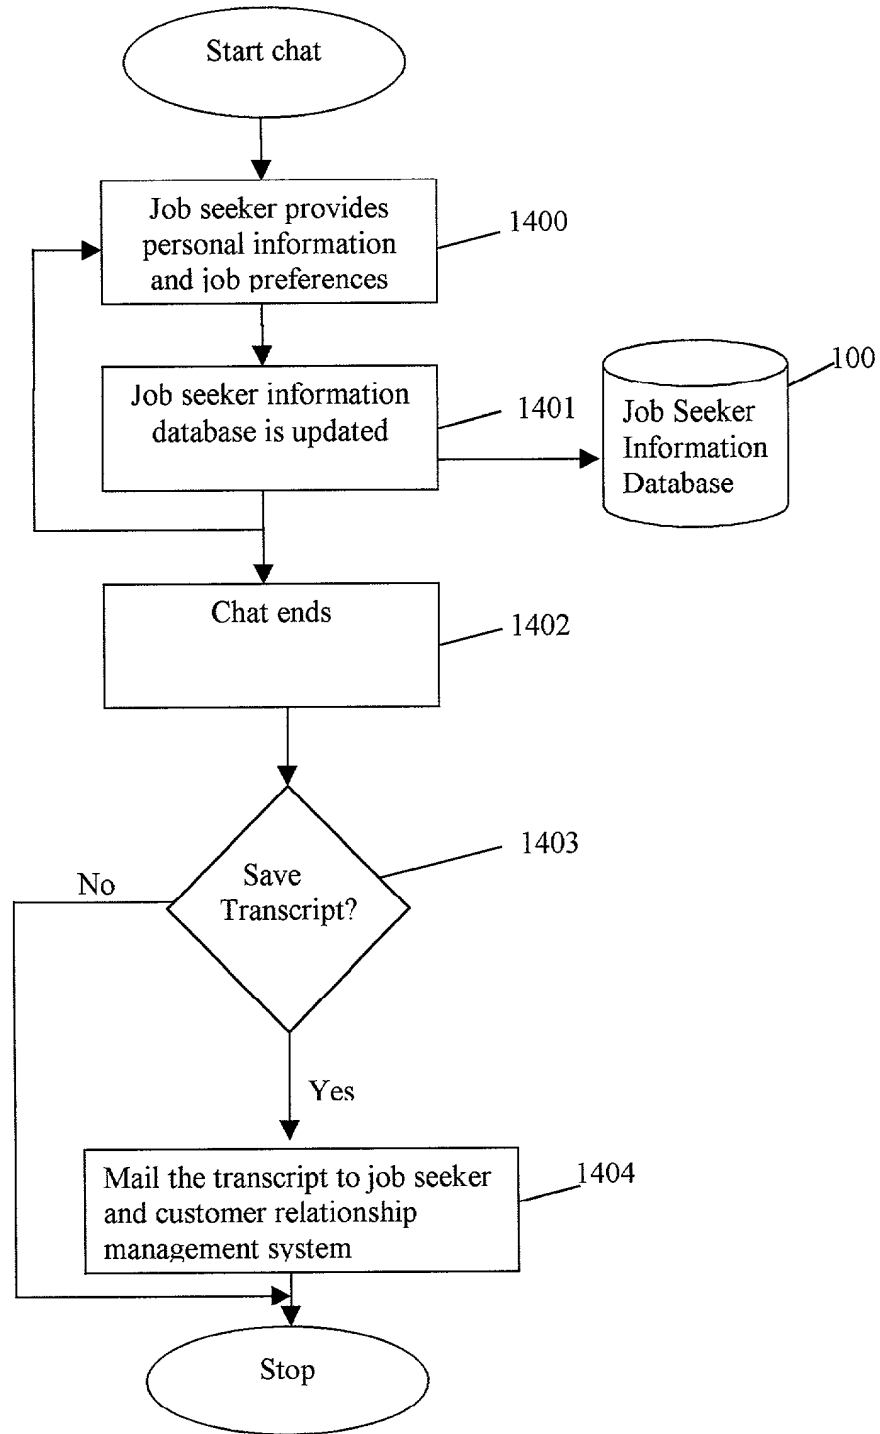 Start chat
Job seeker provides
personal information
and job preferences
1400
Job seeker information
database is updated
1401
100
Job Seeker
Information
Database
Chat ends
1402
1403
Save
Transcript?
No
Yes
Mail the transcript to job seeker
and customer relationship
management system
1404
Stop